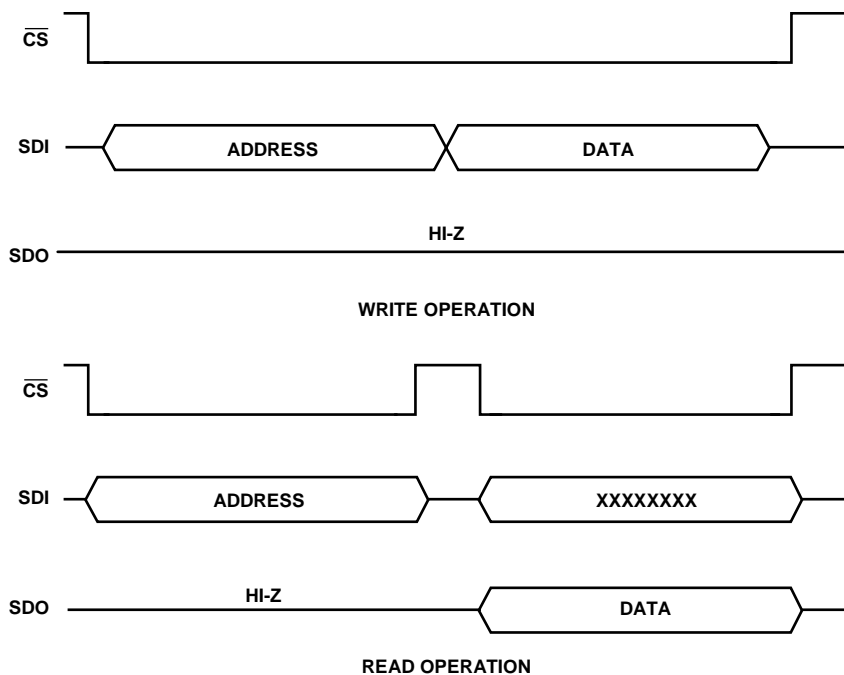 CS
SDI ADDRESS DATA
HI-Z
SDO
WRITE OPERATION
CS
SDI ADDRESS XXXXXXXX
SDO HI-Z DATA
READ OPERATION